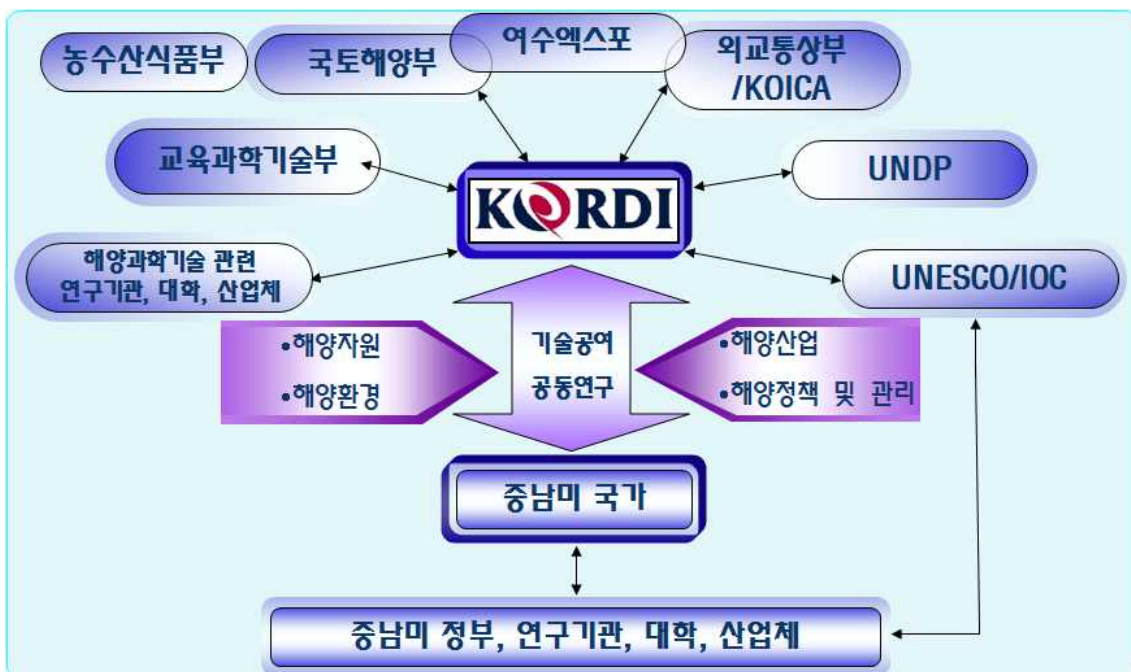 농수산식품부
국토해양부
여수엑스포
외교통상부
/KOICA
교육과학기술부
KORDI
UNDP
해양과학기술 관련
연구기관, 대학, 산업체
UNESCO/IOC
•해양자원
•해양환경
기술공여
공동연구
•해양산업
•해양정책 및 관리
중남미 국가
중남미 정부, 연구기관, 대학, 산업체